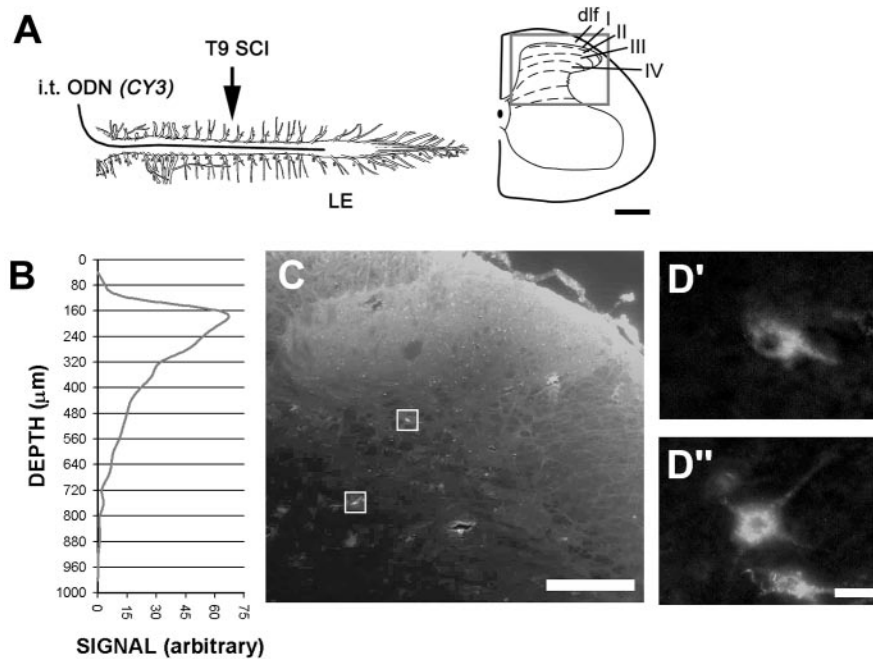 A
T9 SCI
i.t. ODN (CY3)
LE
dlf
I
II
III
IV
B
DEPTH (µm)
0
80
160
240
320
400
480
560
640
720
800
880
960
1000
0
15
30
45
60
75
SIGNAL (arbitrary)
C
D'
D"